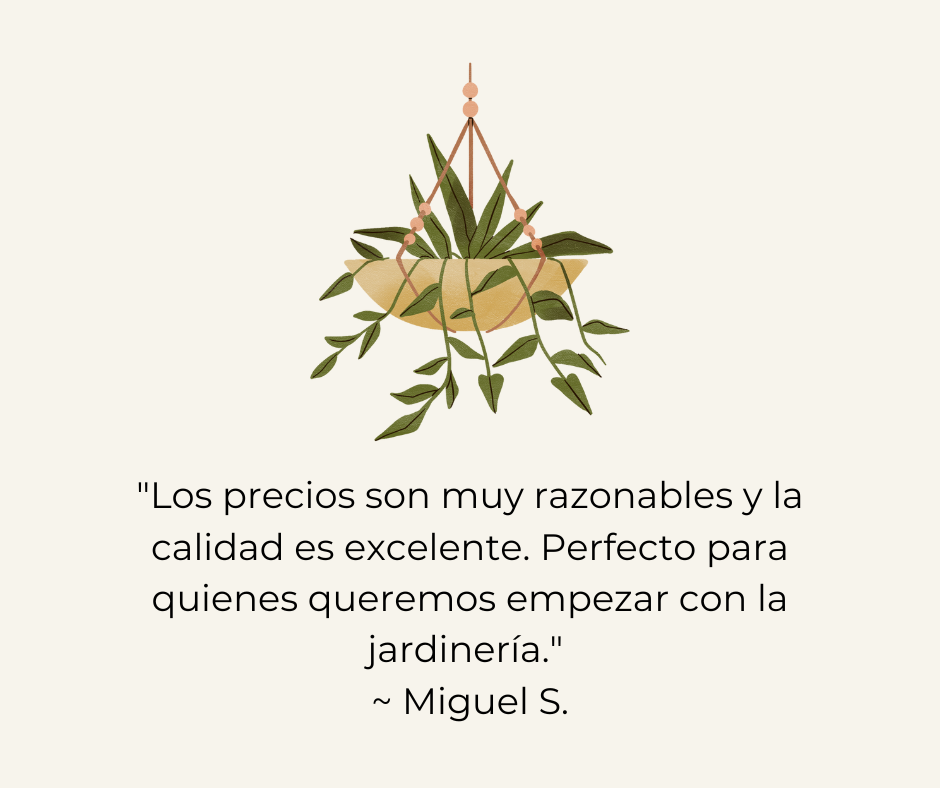 "Los precios son muy razonables y la
calidad es excelente. Perfecto para
quienes queremos empezar con la
jardinería."
~ Miguel S.